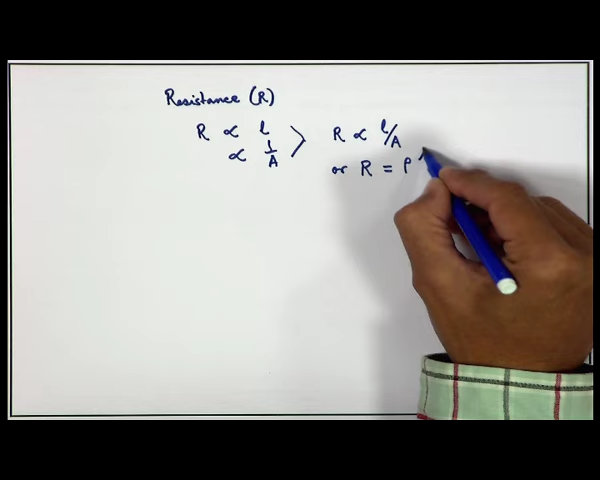 Resistance (R)
R ∝ l
∝ 1/A
R ∝ l/A
or R = ρ